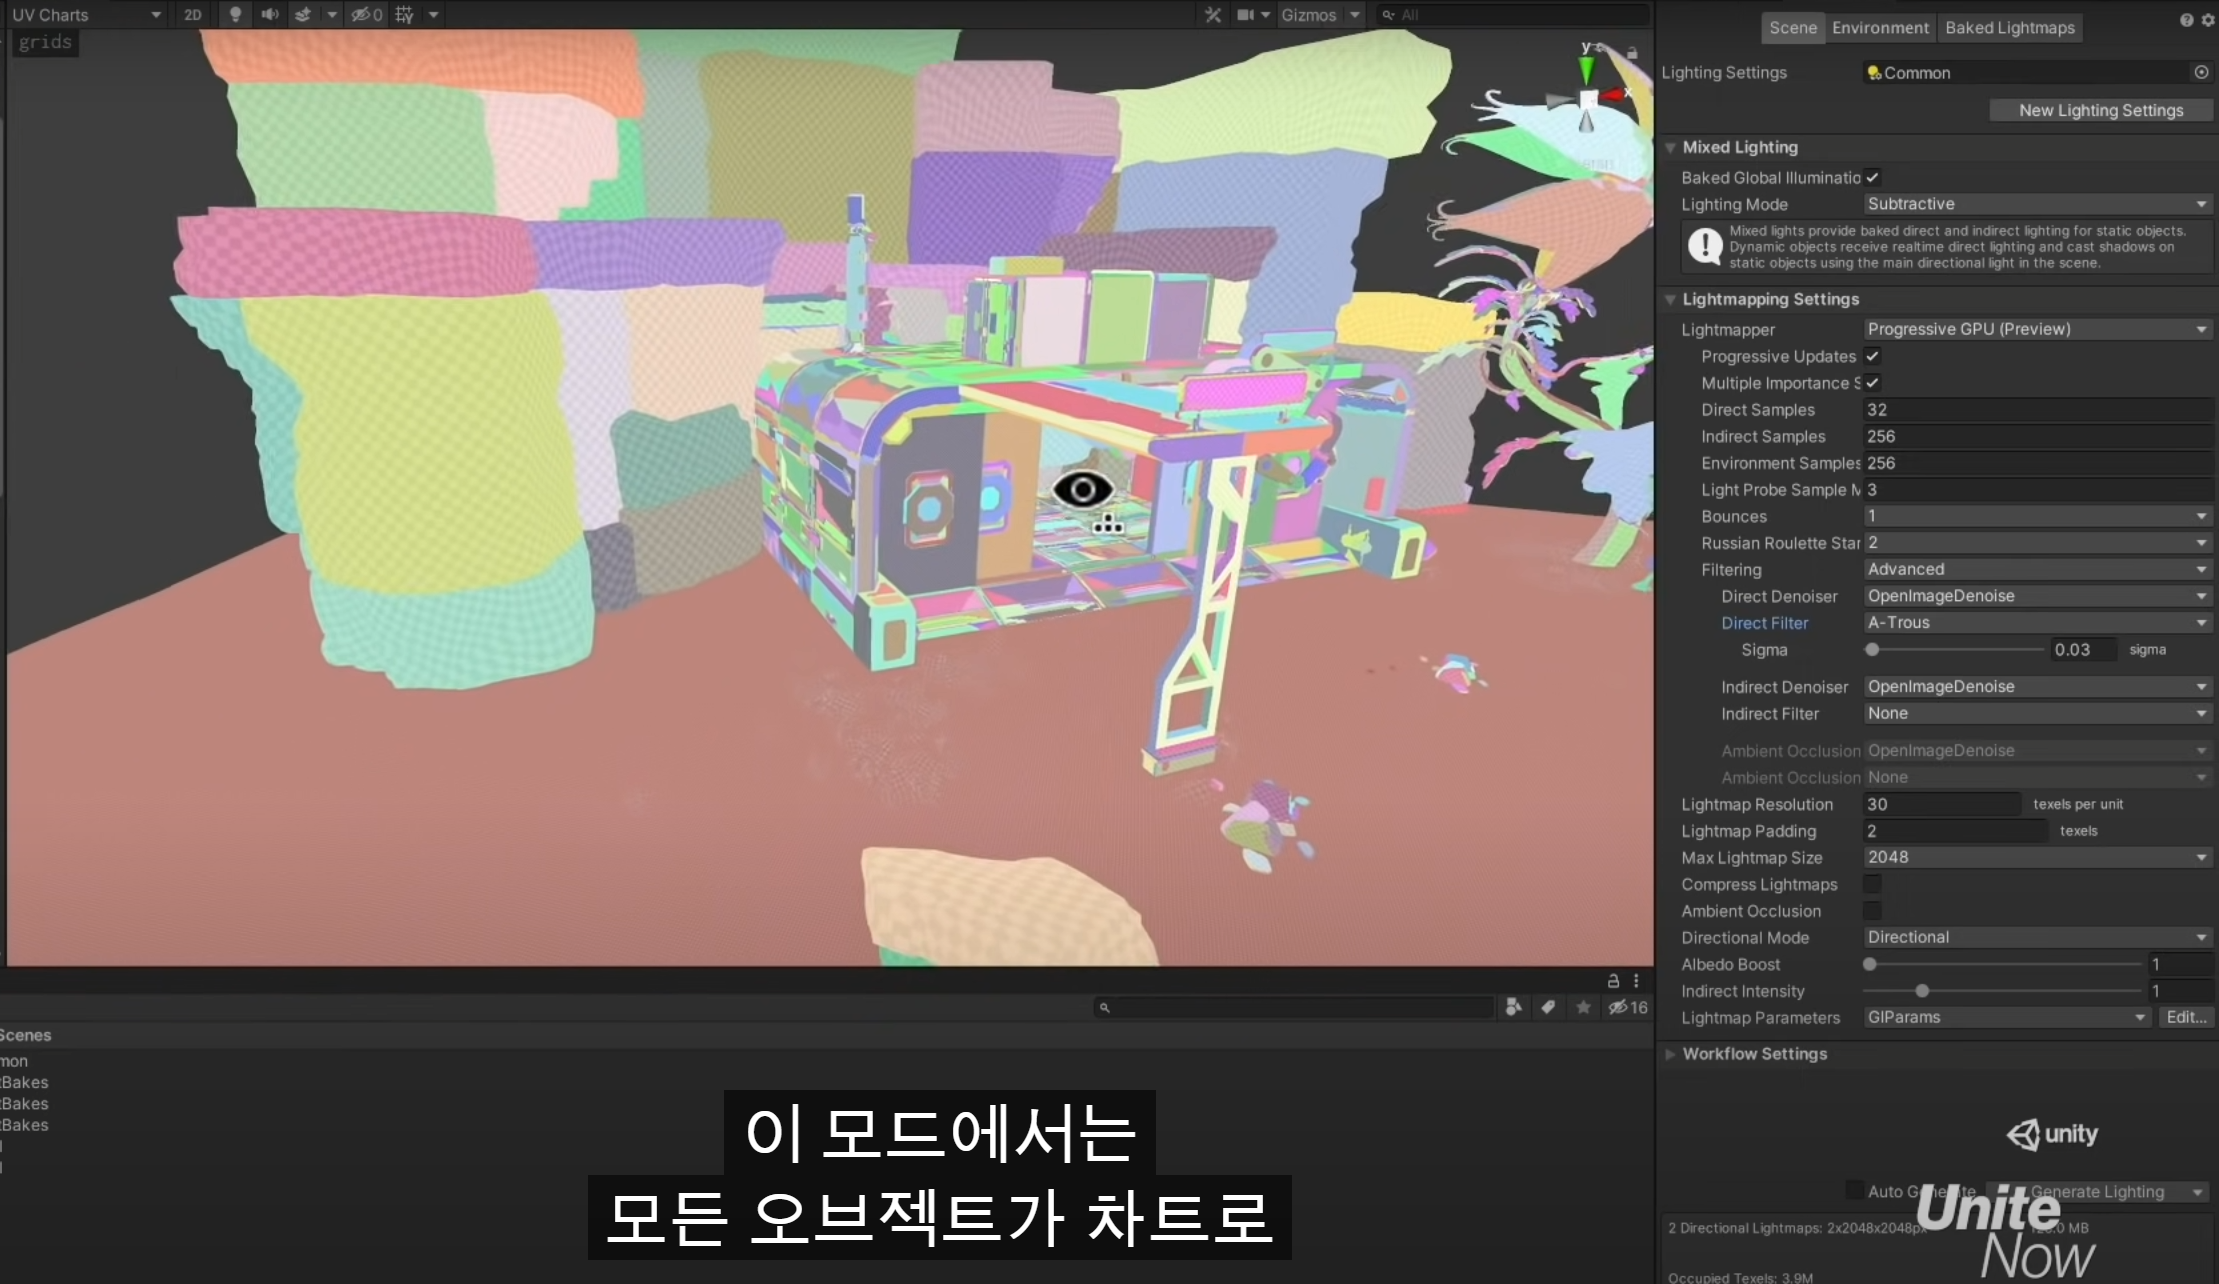 UV Charts
2D
0
Gizmos
All
grids
y
x
Scene
Environment
Baked Lightmaps
Lighting Settings
Common
New Lighting Settings
Mixed Lighting
Baked Global Illuminatio
Lighting Mode
Subtractive
Mixed lights provide baked direct and indirect lighting for static objects.
Dynamic objects receive realtime direct lighting and cast shadows on
static objects using the main directional light in the scene.
Lightmapping Settings
Lightmapper
Progressive GPU (Preview)
Progressive Updates
Multiple Importance S
Direct Samples
32
Indirect Samples
256
Environment Samples
256
Light Probe Sample M
3
Bounces
1
Russian Roulette Star
2
Filtering
Advanced
Direct Denoiser
OpenImageDenoise
Direct Filter
A-Trous
Sigma
0.03
sigma
Indirect Denoiser
OpenImageDenoise
Indirect Filter
None
Ambient Occlusion
OpenImageDenoise
Ambient Occlusion
None
Lightmap Resolution
30
texels per unit
Lightmap Padding
2
texels
Max Lightmap Size
2048
Compress Lightmaps
Ambient Occlusion
Directional Mode
Directional
Albedo Boost
1
Indirect Intensity
1
Lightmap Parameters
GIParams
Edit...
Workflow Settings
16
Scenes
mon
tBakes
tBakes
tBakes
unity
Auto Generate
Generate Lighting
2 Directional Lightmaps: 2x2048x2048px
MB
Occupied Texels: 3.9M
Unite
Now
이 모드에서는
모든 오브젝트가 차트로